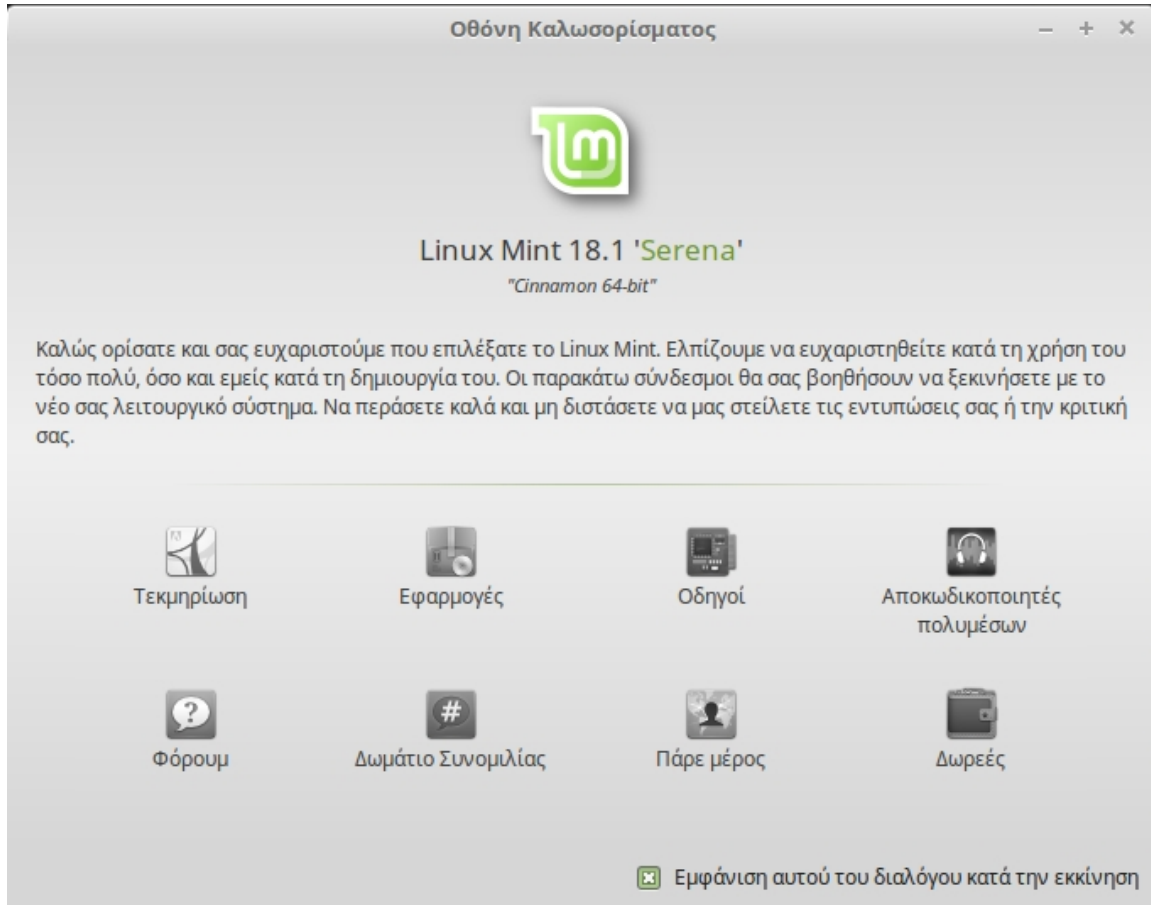 Οθόνη Καλωσορίσματος
lm
Linux Mint 18.1 'Serena'
"Cinnamon 64-bit"
Καλώς ορίσατε και σας ευχαριστούμε που επιλέξατε το Linux Mint. Ελπίζουμε να ευχαριστηθείτε κατά τη χρήση του
τόσο πολύ, όσο και εμείς κατά τη δημιουργία του. Οι παρακάτω σύνδεσμοι θα σας βοηθήσουν να ξεκινήσετε με το
νέο σας λειτουργικό σύστημα. Να περάσετε καλά και μη διστάσετε να μας στείλετε τις εντυπώσεις σας ή την κριτική
σας.
Τεκμηρίωση Εφαρμογές Οδηγοί Αποκωδικοποιητές
πολυμέσων
Φόρουμ Δωμάτιο Συνομιλίας Πάρε μέρος Δωρεές
Εμφάνιση αυτού του διαλόγου κατά την εκκίνηση